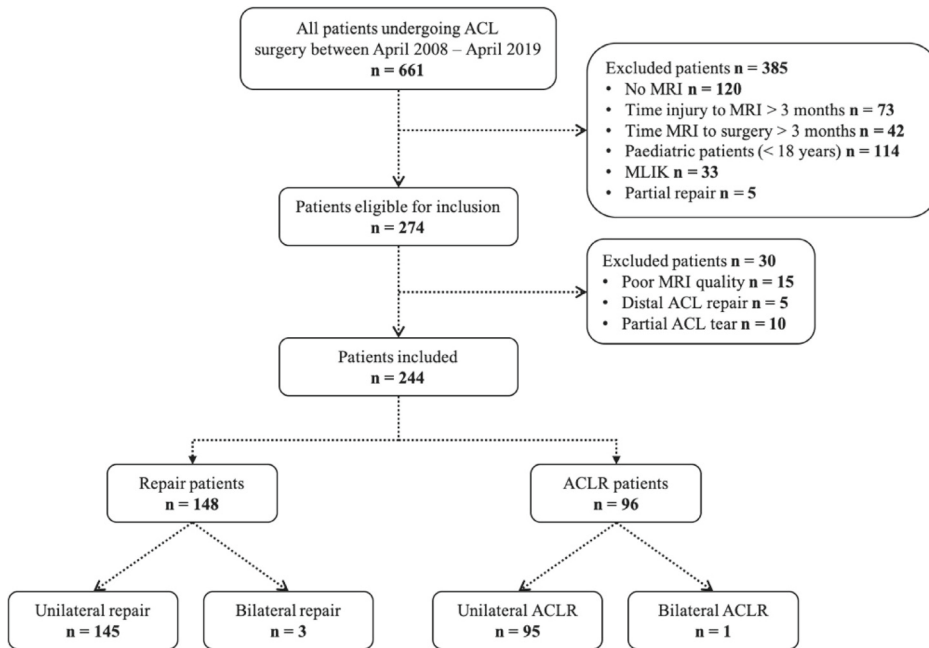 All patients undergoing ACL
surgery between April 2008 – April 2019
n = 661
Excluded patients n = 385
• No MRI n = 120
• Time injury to MRI > 3 months n = 73
• Time MRI to surgery > 3 months n = 42
• Paediatric patients (< 18 years) n = 114
• MLIK n = 33
• Partial repair n = 5
Patients eligible for inclusion
n = 274
Excluded patients n = 30
• Poor MRI quality n = 15
• Distal ACL repair n = 5
• Partial ACL tear n = 10
Patients included
n = 244
Repair patients
n = 148
ACLR patients
n = 96
Unilateral repair
n = 145
Bilateral repair
n = 3
Unilateral ACLR
n = 95
Bilateral ACLR
n = 1